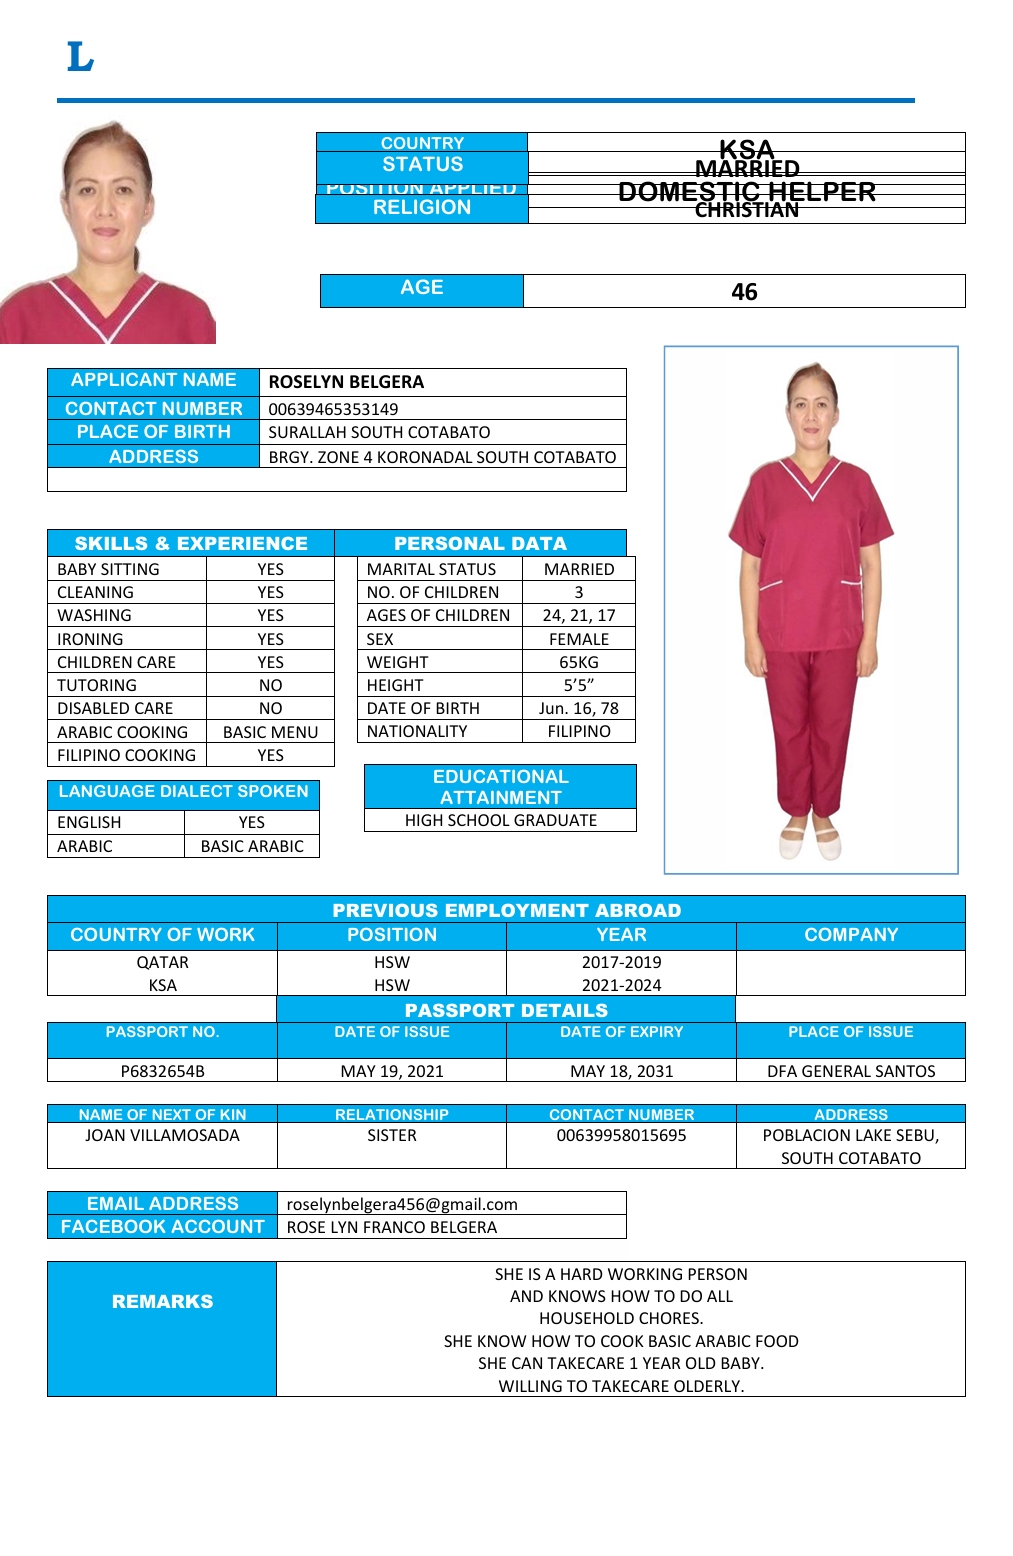 L
COUNTRY KSA
STATUS MARRIED
POSITION APPLIED DOMESTIC HELPER
RELIGION CHRISTIAN
AGE 46
APPLICANT NAME ROSELYN BELGERA
CONTACT NUMBER 00639465353149
PLACE OF BIRTH SURALLAH SOUTH COTABATO
ADDRESS BRGY. ZONE 4 KORONADAL SOUTH COTABATO
SKILLS & EXPERIENCE
BABY SITTING YES
CLEANING YES
WASHING YES
IRONING YES
CHILDREN CARE YES
TUTORING NO
DISABLED CARE NO
ARABIC COOKING BASIC MENU
FILIPINO COOKING YES
PERSONAL DATA
MARITAL STATUS MARRIED
NO. OF CHILDREN 3
AGES OF CHILDREN 24, 21, 17
SEX FEMALE
WEIGHT 65KG
HEIGHT 5’5”
DATE OF BIRTH Jun. 16, 78
NATIONALITY FILIPINO
LANGUAGE DIALECT SPOKEN
ENGLISH YES
ARABIC BASIC ARABIC
EDUCATIONAL
ATTAINMENT
HIGH SCHOOL GRADUATE
PREVIOUS EMPLOYMENT ABROAD
COUNTRY OF WORK POSITION YEAR COMPANY
QATAR HSW 2017-2019
KSA HSW 2021-2024
PASSPORT DETAILS
PASSPORT NO. DATE OF ISSUE DATE OF EXPIRY PLACE OF ISSUE
P6832654B MAY 19, 2021 MAY 18, 2031 DFA GENERAL SANTOS
NAME OF NEXT OF KIN RELATIONSHIP CONTACT NUMBER ADDRESS
JOAN VILLAMOSADA SISTER 00639958015695 POBLACION LAKE SEBU,
SOUTH COTABATO
EMAIL ADDRESS roselynbelgera456@gmail.com
FACEBOOK ACCOUNT ROSE LYN FRANCO BELGERA
REMARKS
SHE IS A HARD WORKING PERSON
AND KNOWS HOW TO DO ALL
HOUSEHOLD CHORES.
SHE KNOW HOW TO COOK BASIC ARABIC FOOD
SHE CAN TAKECARE 1 YEAR OLD BABY.
WILLING TO TAKECARE OLDERLY.